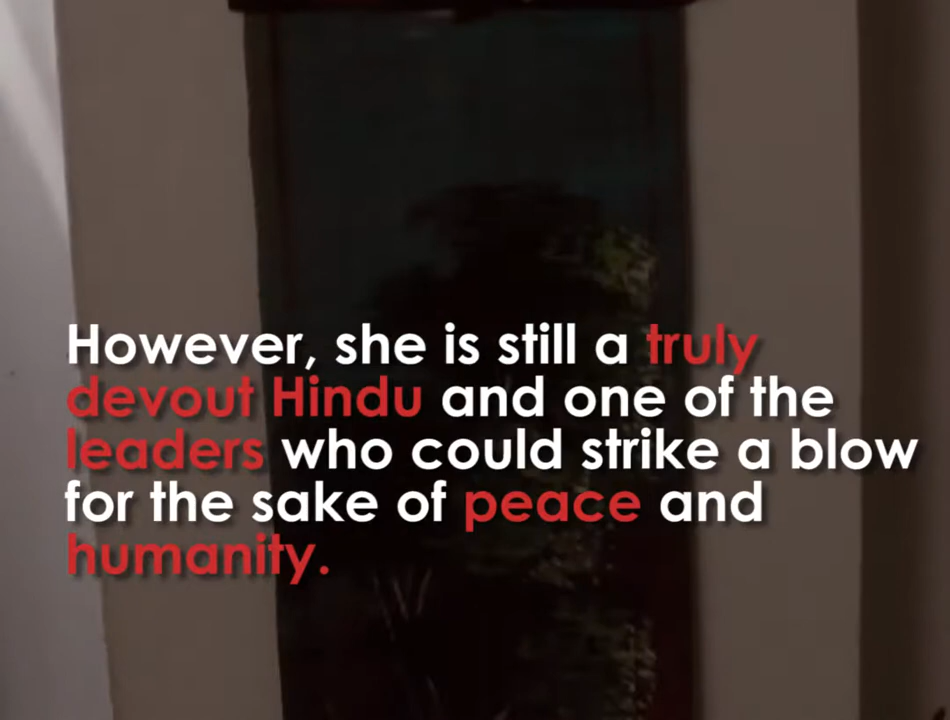 However, she is still a truly
devout Hindu and one of the
leaders who could strike a blow
for the sake of peace and
humanity.